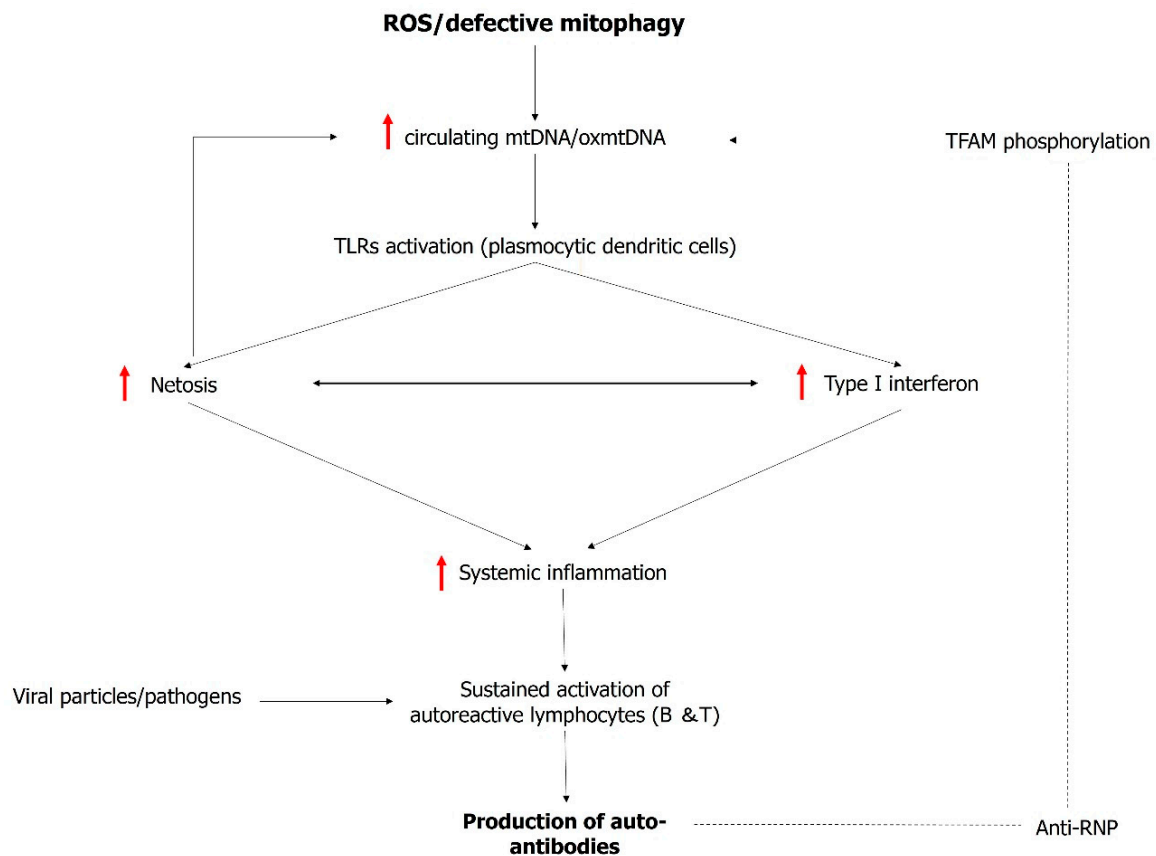 ROS/defective mitophagy
circulating mtDNA/oxmtDNA
TFAM phosphorylation
TLRs activation (plasmocytic dendritic cells)
Netosis
Type I interferon
Systemic inflammation
Viral particles/pathogens
Sustained activation of
autoreactive lymphocytes (B &T)
Production of auto-
antibodies
Anti-RNP